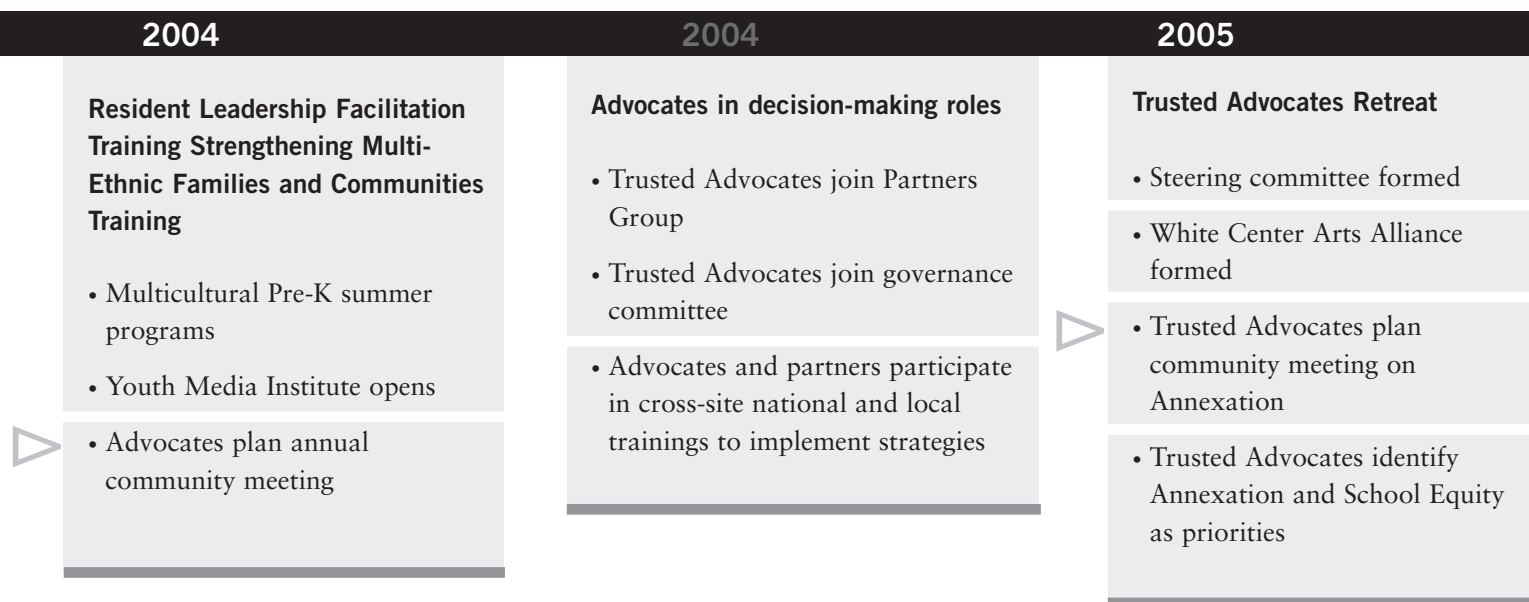 2004
Resident Leadership Facilitation
Training Strengthening Multi-
Ethnic Families and Communities
Training
• Multicultural Pre-K summer
programs
• Youth Media Institute opens
• Advocates plan annual
community meeting
2004
Advocates in decision-making roles
• Trusted Advocates join Partners
Group
• Trusted Advocates join governance
committee
• Advocates and partners participate
in cross-site national and local
trainings to implement strategies
2005
Trusted Advocates Retreat
• Steering committee formed
• White Center Arts Alliance
formed
• Trusted Advocates plan
community meeting on
Annexation
• Trusted Advocates identify
Annexation and School Equity
as priorities